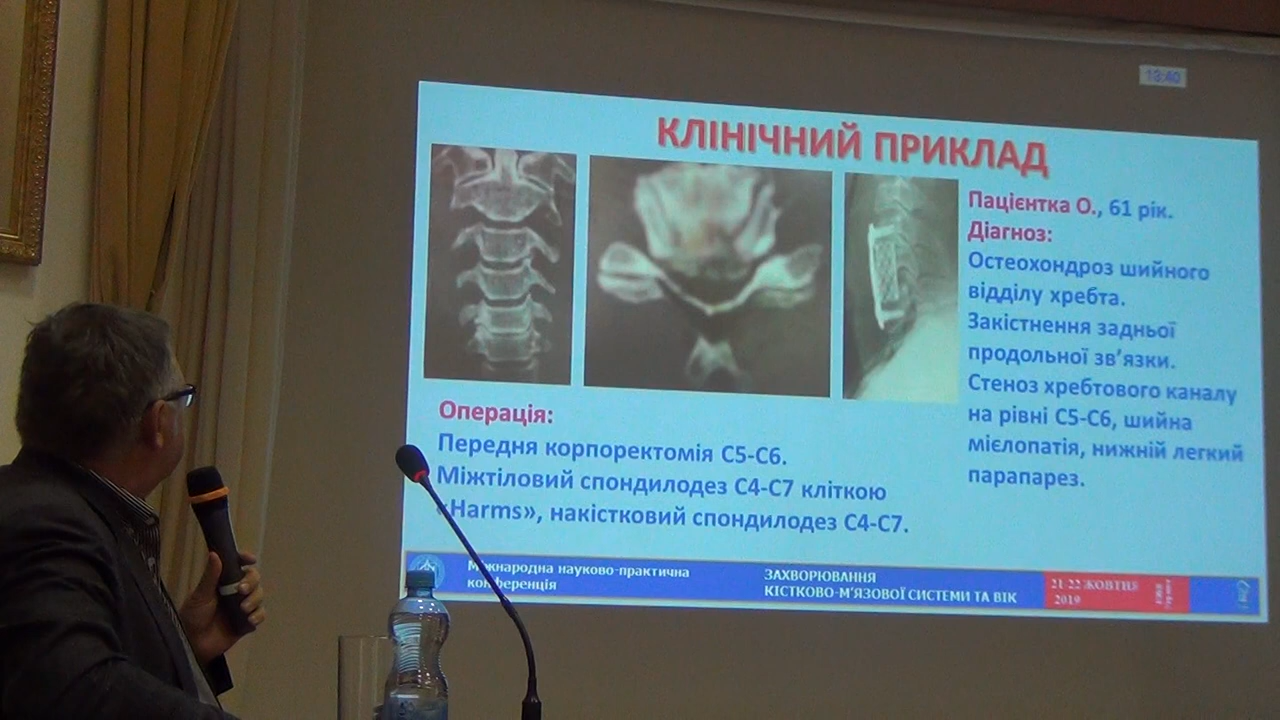 13:40
КЛІНІЧНИЙ ПРИКЛАД
Пацієнтка О., 61 рік.
Діагноз:
Остеохондроз шийного
відділу хребта.
Закістнення задньої
продольної зв’язки.
Стеноз хребтового каналу
на рівні С5-С6, шийна
мієлопатія, нижній легкий
парапарез.
Операція:
Передня корпоректомія С5-С6.
Міжтіловий спондилодез С4-С7 кліткою
«Harms», накістковий спондилодез С4-С7.
Міжнародна науково-практична
конференція
ЗАХВОРЮВАННЯ
КІСТКОВО-М’ЯЗОВОЇ СИСТЕМИ ТА ВІК
21-22 ЖОВТНЯ
2019